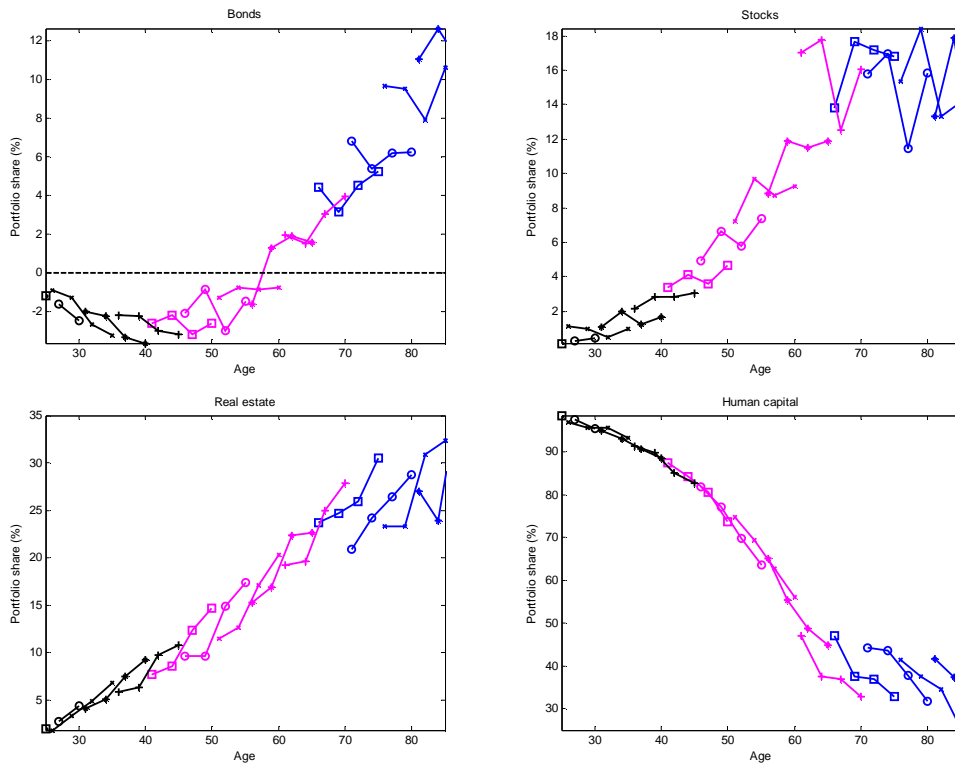 Bonds
12
10
8
6
4
2
0
-2
Portfolio share (%)
30 40 50 60 70 80
Age
Stocks
18
16
14
12
10
8
6
4
2
Portfolio share (%)
30 40 50 60 70 80
Age
Real estate
35
30
25
20
15
10
5
Portfolio share (%)
30 40 50 60 70 80
Age
Human capital
90
80
70
60
50
40
30
Portfolio share (%)
30 40 50 60 70 80
Age